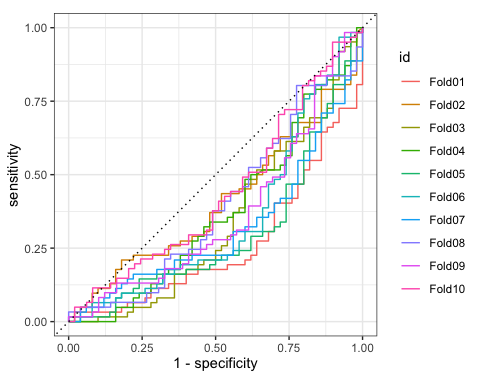 1.00
0.75
0.50
0.25
0.00
sensitivity
0.00 0.25 0.50 0.75 1.00
1 - specificity
id
Fold01
Fold02
Fold03
Fold04
Fold05
Fold06
Fold07
Fold08
Fold09
Fold10